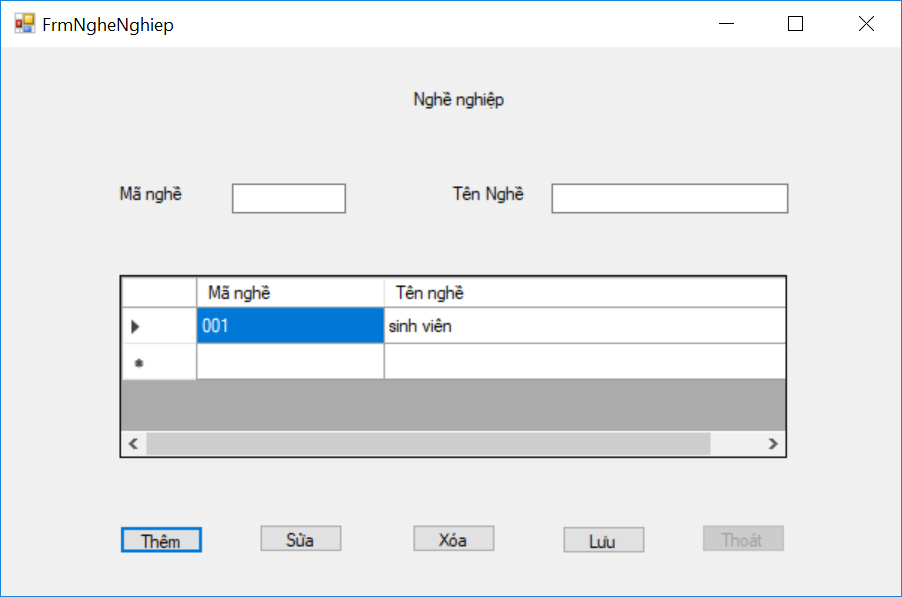 FrmNgheNghiep
Nghề nghiệp
Mã nghề Tên Nghề
Mã nghề Tên nghề
001 sinh viên
Thêm Sửa Xóa Lưu Thoát